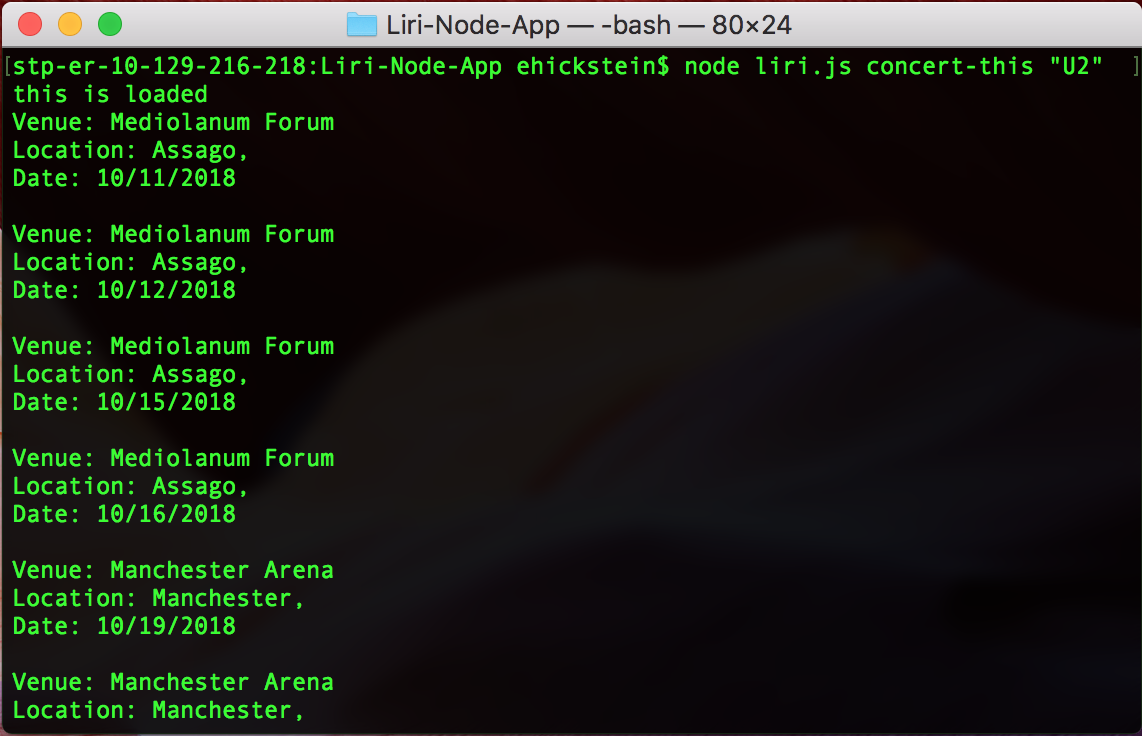 Liri-Node-App — -bash — 80×24
[stp-er-10-129-216-218:Liri-Node-App ehickstein$ node liri.js concert-this "U2" ]
this is loaded
Venue: Mediolanum Forum
Location: Assago,
Date: 10/11/2018
Venue: Mediolanum Forum
Location: Assago,
Date: 10/12/2018
Venue: Mediolanum Forum
Location: Assago,
Date: 10/15/2018
Venue: Mediolanum Forum
Location: Assago,
Date: 10/16/2018
Venue: Manchester Arena
Location: Manchester,
Date: 10/19/2018
Venue: Manchester Arena
Location: Manchester,